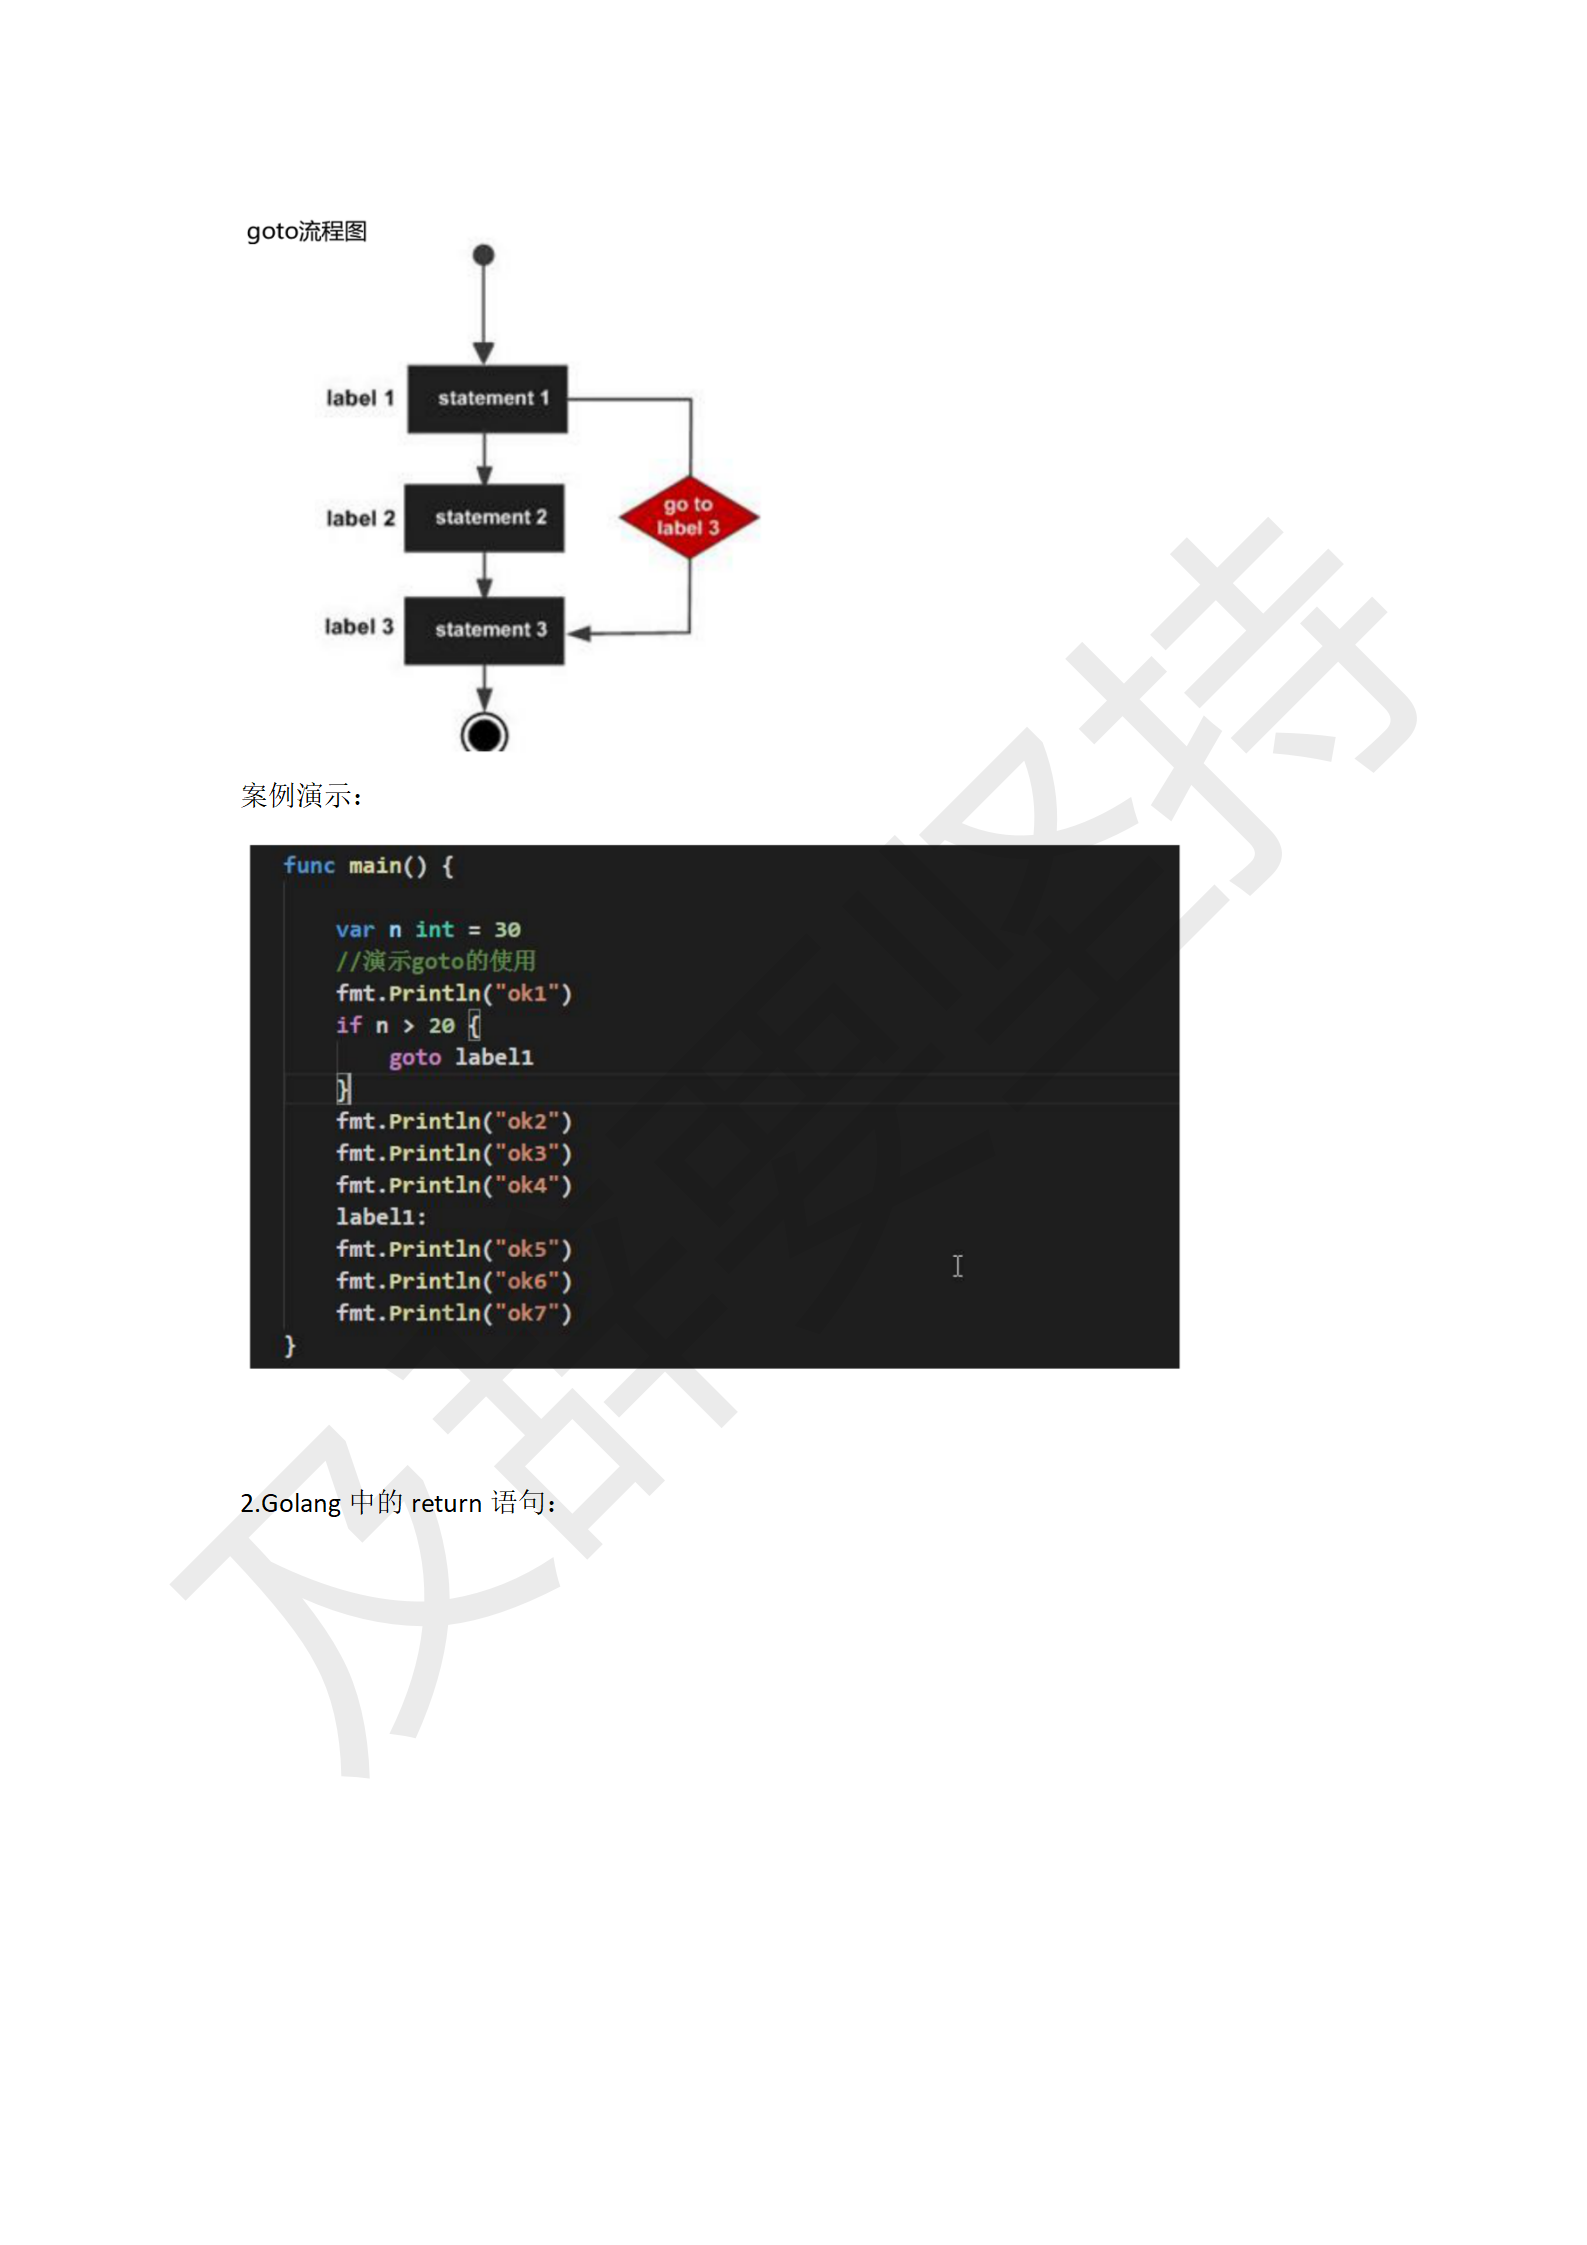 goto流程图
label 1
statement 1
label 2
statement 2
go to
label 3
label 3
statement 3
案例演示：
func main() {
var n int = 30
//演示goto的使用
fmt.Println("ok1")
if n > 20 {
goto label1
}
fmt.Println("ok2")
fmt.Println("ok3")
fmt.Println("ok4")
label1:
fmt.Println("ok5")
fmt.Println("ok6")
fmt.Println("ok7")
}
2.Golang 中的 return 语句：